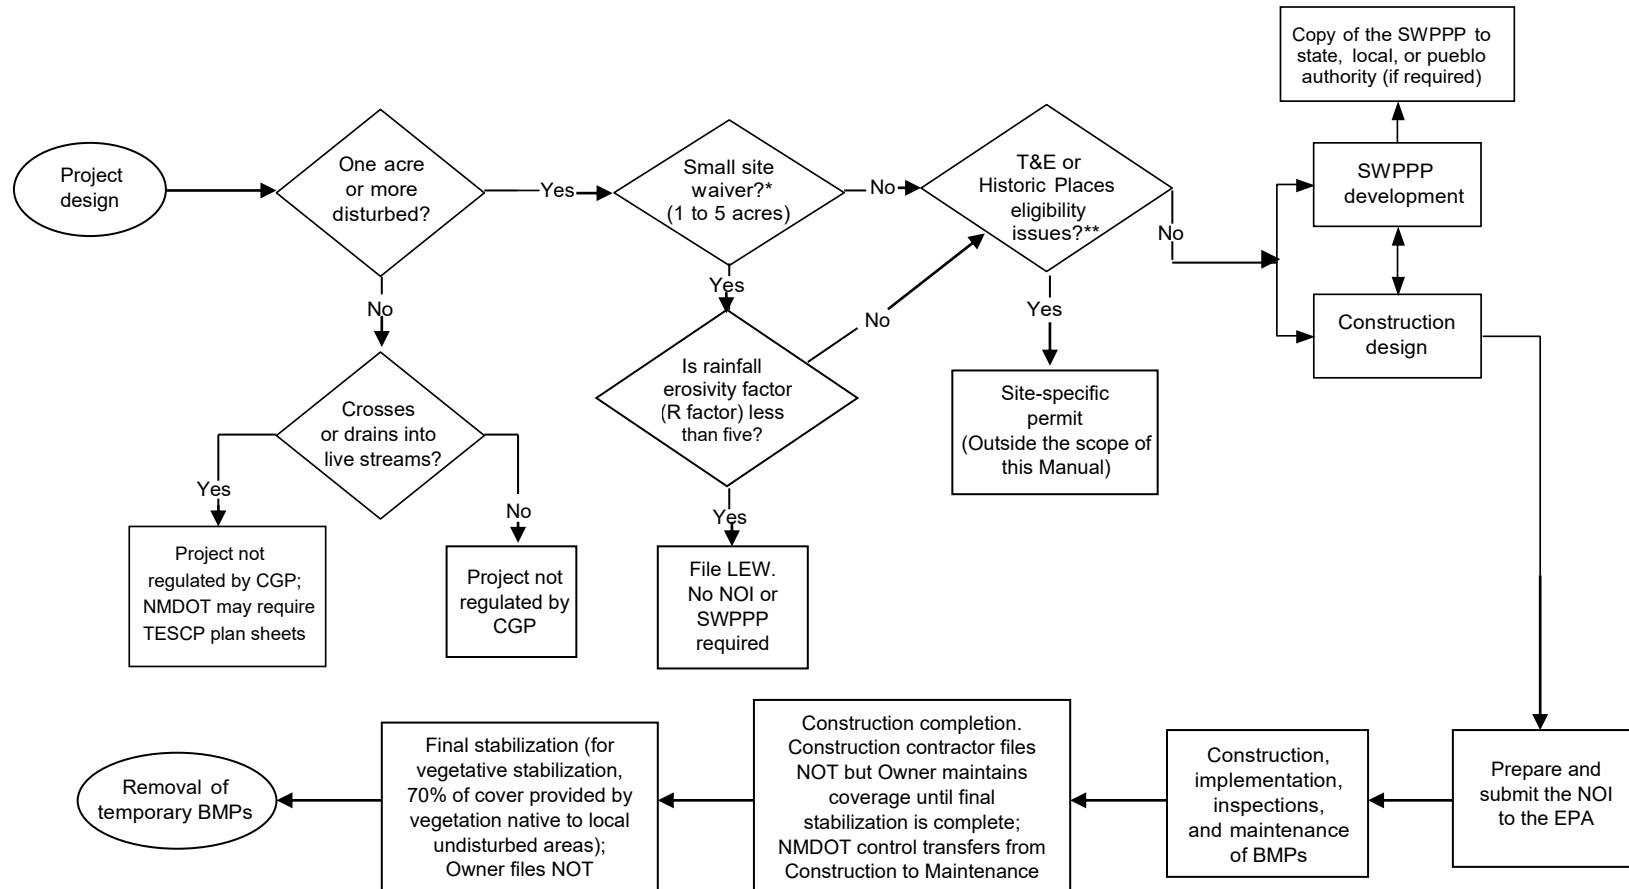 Copy of the SWPPP to
state, local, or pueblo
authority (if required)
Project
design
One acre
or more
disturbed?
Yes
Small site
waiver?*
(1 to 5 acres)
No
T&E or
Historic Places
eligibility
issues?**
No
SWPPP
development
No
Yes
No
Yes
Construction
design
Crosses
or drains into
live streams?
Is rainfall
erosivity factor
(R factor) less
than five?
Site-specific
permit
(Outside the scope of
this Manual)
Yes
No
Yes
Project not
regulated by CGP;
NMDOT may require
TESCP plan sheets
Project not
regulated by
CGP
File LEW.
No NOI or
SWPPP
required
Removal of
temporary BMPs
Final stabilization (for
vegetative stabilization,
70% of cover provided by
vegetation native to local
undisturbed areas);
Owner files NOT
Construction completion.
Construction contractor files
NOT but Owner maintains
coverage until final
stabilization is complete;
NMDOT control transfers from
Construction to Maintenance
Construction,
implementation,
inspections,
and maintenance
of BMPs
Prepare and
submit the NOI
to the EPA